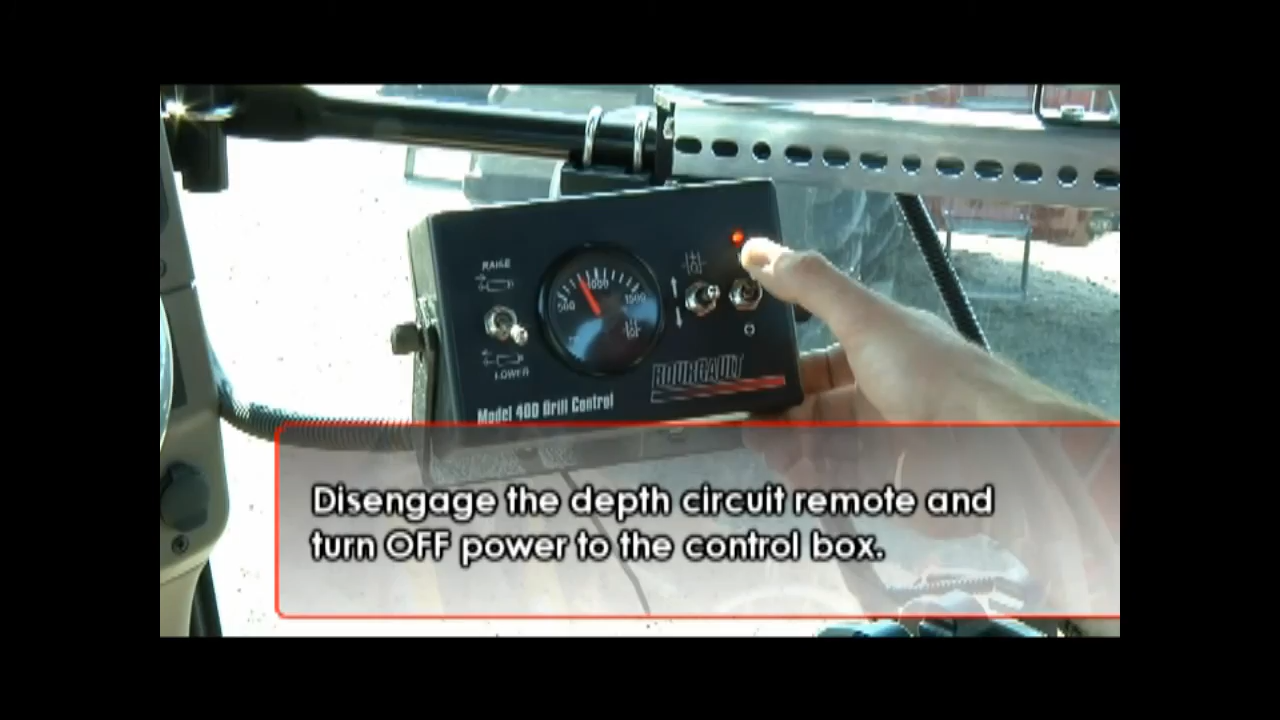 RAISE
500
1000
1500
LOWER
BOURGAULT
Model 400 Drill Control
Disengage the depth circuit remote and
turn OFF power to the control box.